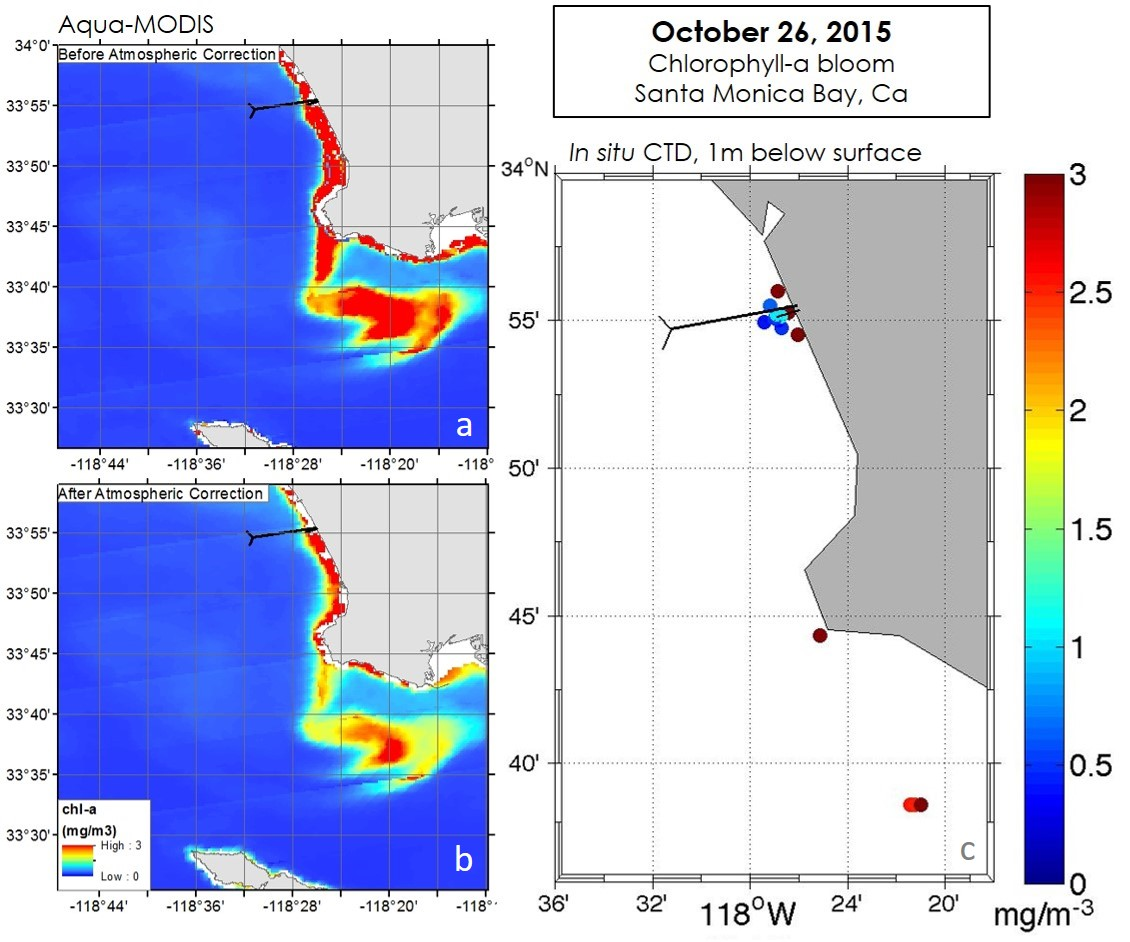 Aqua-MODIS
Before Atmospheric Correction
34°0'
33°55'
33°50'
33°45'
33°40'
33°35'
33°30'
a
-118°44' -118°36' -118°28' -118°20' -118°
After Atmospheric Correction
33°55'
33°50'
33°45'
33°40'
33°35'
33°30'
chl-a
(mg/m3)
High : 3
Low : 0
b
-118°44' -118°36' -118°28' -118°20' -118°
October 26, 2015
Chlorophyll-a bloom
Santa Monica Bay, Ca
In situ CTD, 1m below surface
34°N
55'
50'
45'
40'
c
36' 32' 118°W 24' 20'
3
2.5
2
1.5
1
0.5
0
mg/m-3